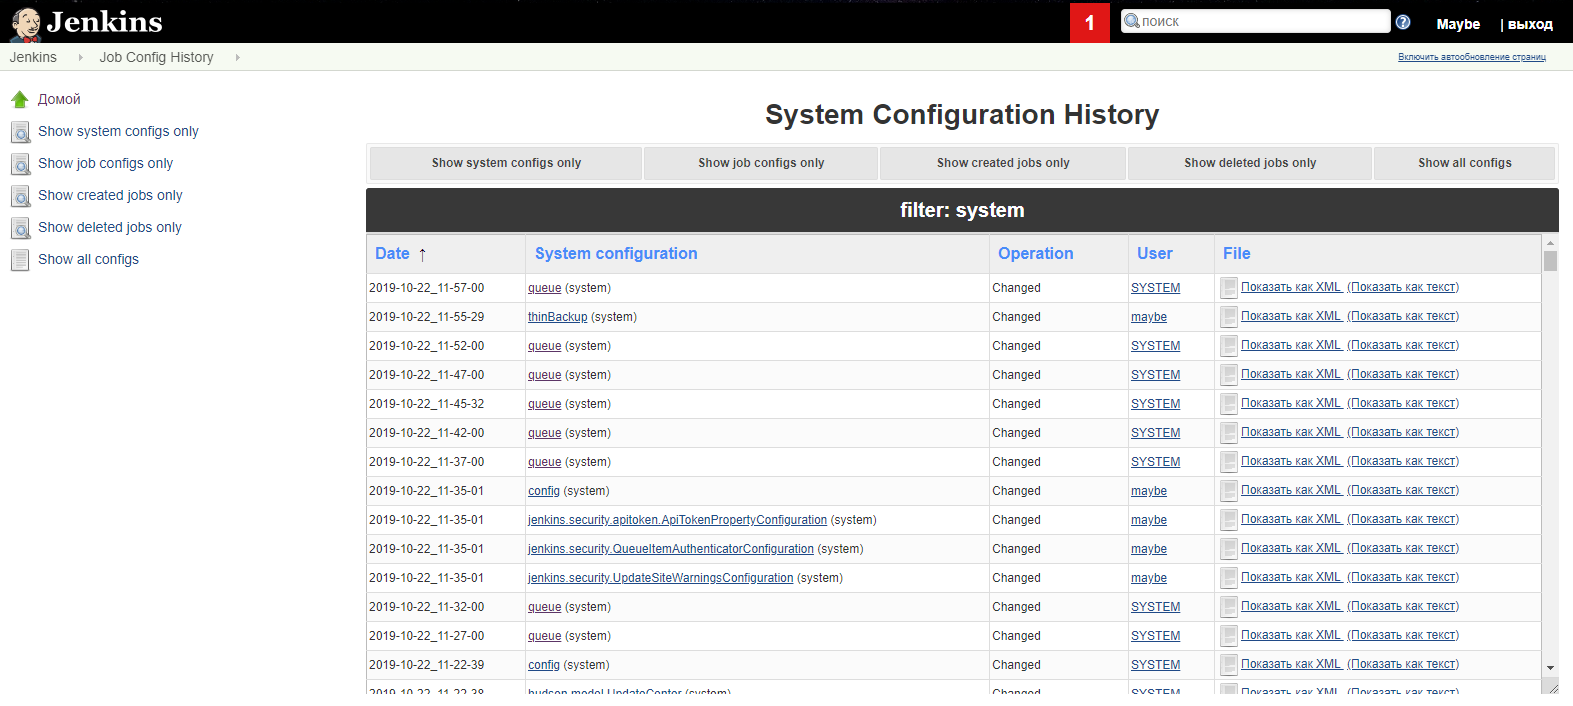 Jenkins 1 поиск Maybe | выход
Jenkins Job Config History Включить автообновление страниц
Домой
Show system configs only
Show job configs only
Show created jobs only
Show deleted jobs only
Show all configs
System Configuration History
Show system configs only Show job configs only Show created jobs only Show deleted jobs only Show all configs
filter: system
Date ↑ System configuration Operation User File
2019-10-22_11-57-00 queue (system) Changed SYSTEM Показать как XML (Показать как текст)
2019-10-22_11-55-29 thinBackup (system) Changed maybe Показать как XML (Показать как текст)
2019-10-22_11-52-00 queue (system) Changed SYSTEM Показать как XML (Показать как текст)
2019-10-22_11-47-00 queue (system) Changed SYSTEM Показать как XML (Показать как текст)
2019-10-22_11-45-32 queue (system) Changed SYSTEM Показать как XML (Показать как текст)
2019-10-22_11-42-00 queue (system) Changed SYSTEM Показать как XML (Показать как текст)
2019-10-22_11-37-00 queue (system) Changed SYSTEM Показать как XML (Показать как текст)
2019-10-22_11-35-01 config (system) Changed maybe Показать как XML (Показать как текст)
2019-10-22_11-35-01 jenkins.security.apitoken.ApiTokenPropertyConfiguration (system) Changed maybe Показать как XML (Показать как текст)
2019-10-22_11-35-01 jenkins.security.QueueItemAuthenticatorConfiguration (system) Changed maybe Показать как XML (Показать как текст)
2019-10-22_11-35-01 jenkins.security.UpdateSiteWarningsConfiguration (system) Changed maybe Показать как XML (Показать как текст)
2019-10-22_11-32-00 queue (system) Changed SYSTEM Показать как XML (Показать как текст)
2019-10-22_11-27-00 queue (system) Changed SYSTEM Показать как XML (Показать как текст)
2019-10-22_11-22-39 config (system) Changed SYSTEM Показать как XML (Показать как текст)
2019-10-22_11-22-38 hudson.model.UpdateCenter (system) Changed SYSTEM Показать как XML (Показать как текст)